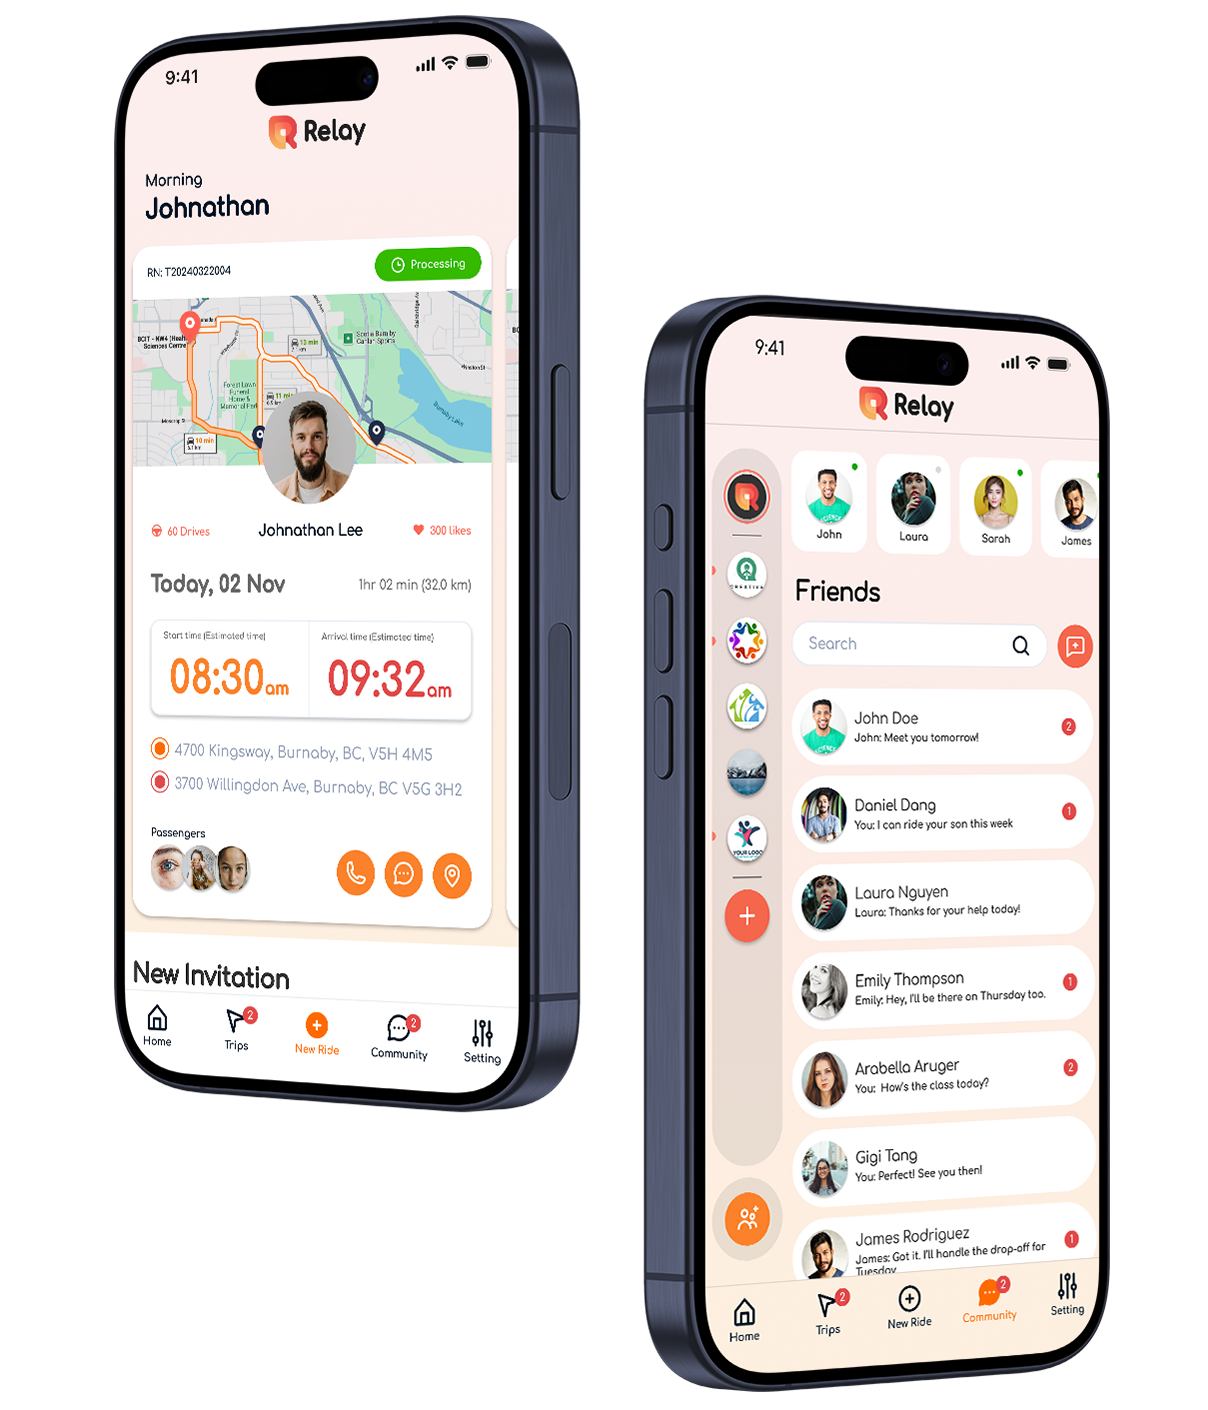 9:41
Relay
Morning
Johnathan
RN: T20240322004
Processing
BCIT - NW4 (Health
Sciences Centre
Forest Lawn
Funeral
Home &
Memorial Park
Scotia Barnby
Canlan Sports
10 min
11 min
10 min
Moscrop St
Burnaby Lake
60 Drives
Johnathan Lee
300 likes
Today, 02 Nov
1hr 02 min (32.0 km)
Start time (Estimated time)
Arrival time (Estimated time)
08:30am
09:32am
4700 Kingsway, Burnaby, BC, V5H 4M5
3700 Willingdon Ave, Burnaby, BC V5G 3H2
Passengers
New Invitation
Home
Trips
2
New Ride
Community
2
Setting
9:41
Relay
John
Laura
Sarah
James
Friends
Search
YOUR LOGO
John Doe
John: Meet you tomorrow!
2
Daniel Dang
You: I can ride your son this week
1
Laura Nguyen
Laura: Thanks for your help today!
Emily Thompson
Emily: Hey, I'll be there on Thursday too.
1
Arabella Aruger
You: How's the class today?
2
Gigi Tang
You: Perfect! See you then!
James Rodriguez
James: Got it. I'll handle the drop-off for
Tuesday
1
Home
Trips
2
New Ride
Community
2
Setting